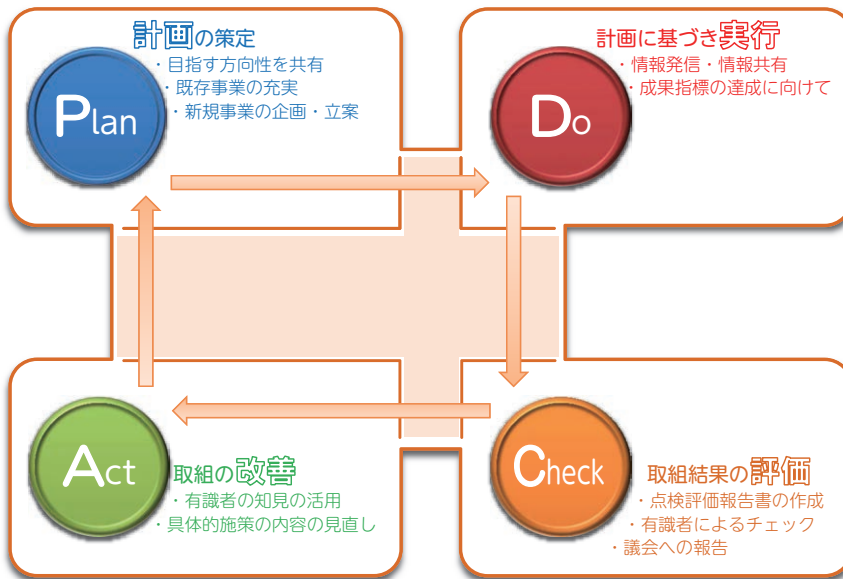 計画の策定
・目指す方向性を共有
・既存事業の充実
・新規事業の企画・立案
Plan
計画に基づき実行
・情報発信・情報共有
・成果指標の達成に向けて
Do
Act
取組の改善
・有識者の知見の活用
・具体的施策の内容の見直し
Check
取組結果の評価
・点検評価報告書の作成
・有識者によるチェック
・議会への報告